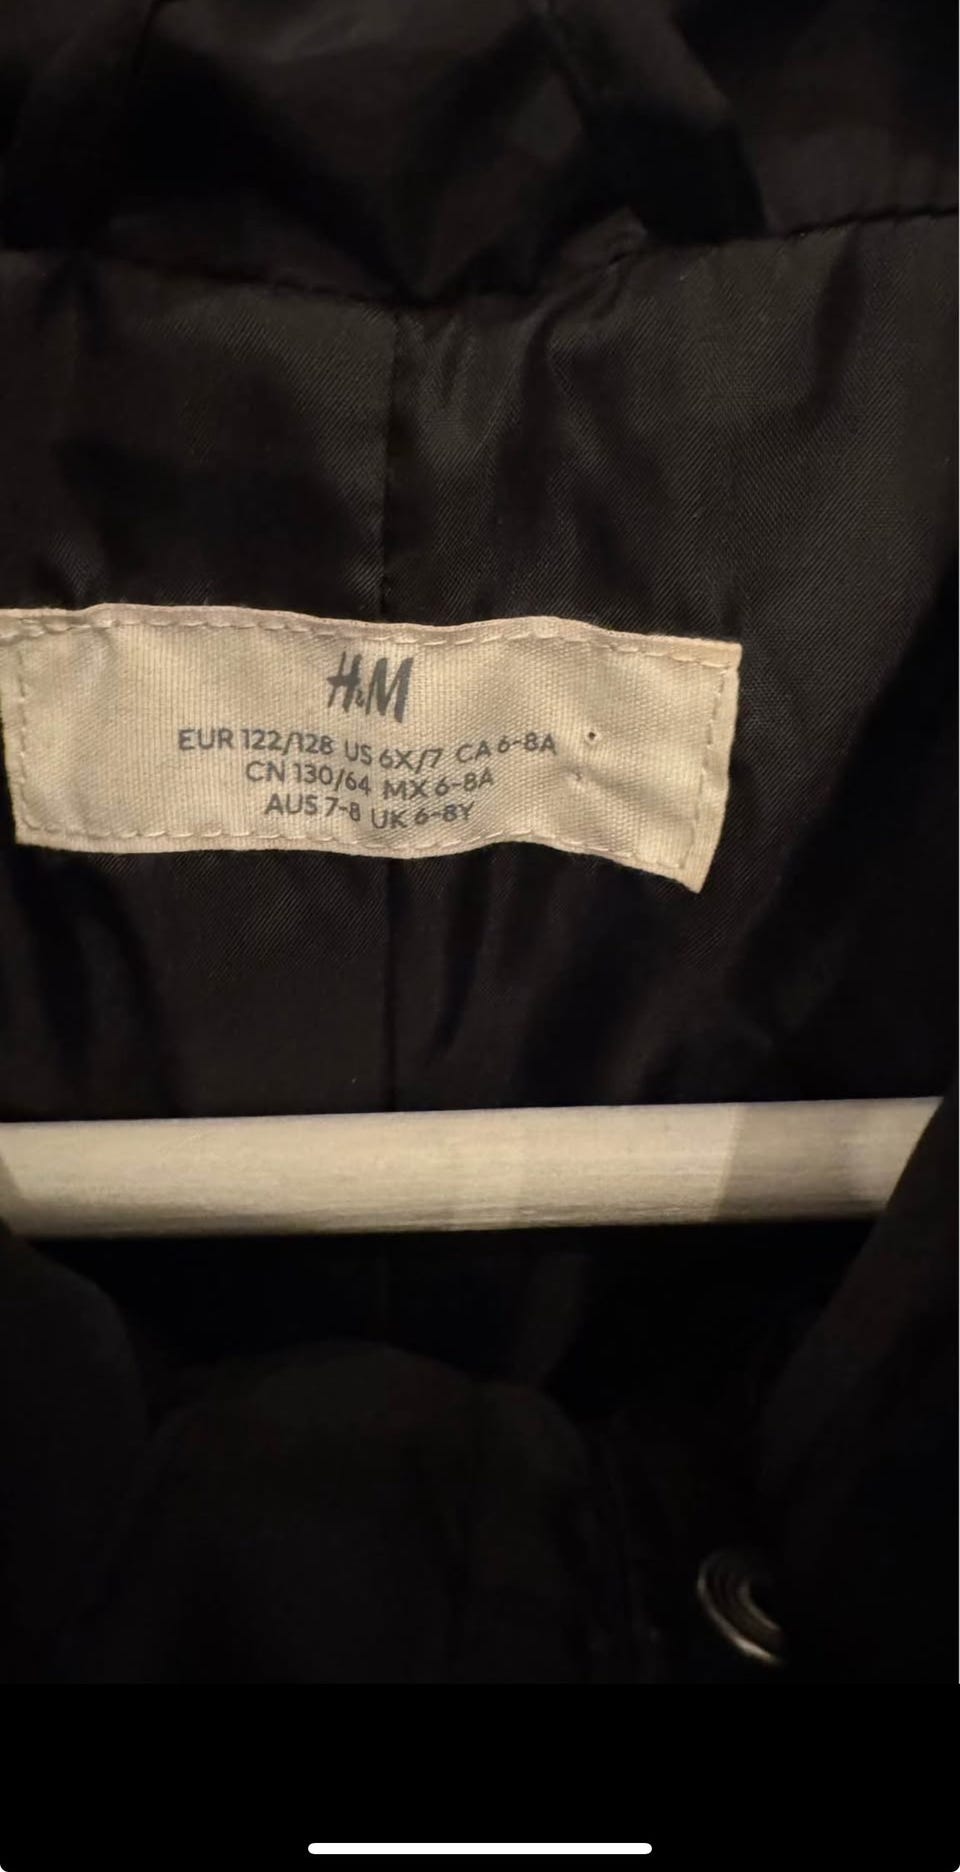 H&M
EUR 122/128 US 6X/7 CA 6-8A
CN 130/64 MX 6-8A
AUS 7-8 UK 6-8Y